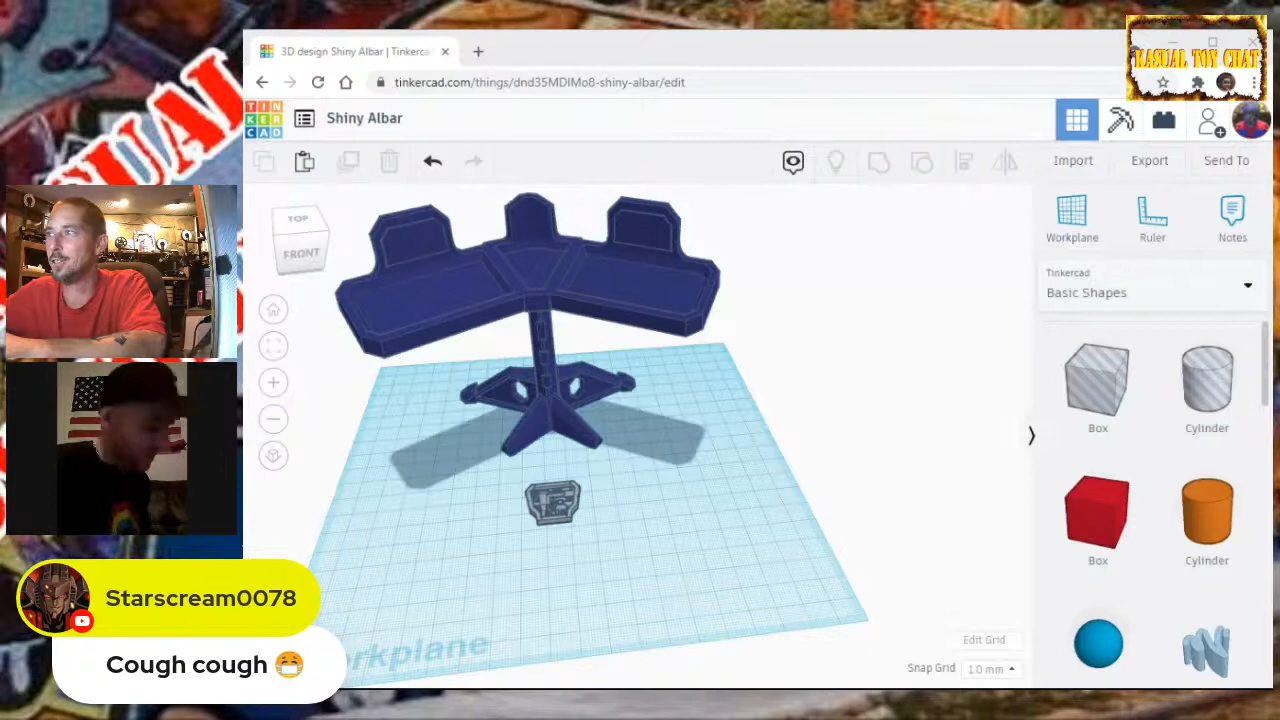 KASUAL TOY CHAT
3D design Shiny Albar | Tinkerca
tinkercad.com/things/dnd35MDIMo8-shiny-albar/edit
TIN
KER
CAD
Shiny Albar
Import
Export
Send To
TOP
FRONT
Workplane
Ruler
Notes
Tinkercad
Basic Shapes
Box
Cylinder
Box
Cylinder
Edit Grid
Snap Grid
1.0 mm
rkplane
Starscream0078
Cough cough 😷